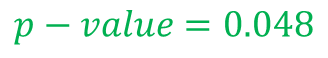 p − value = 0.048